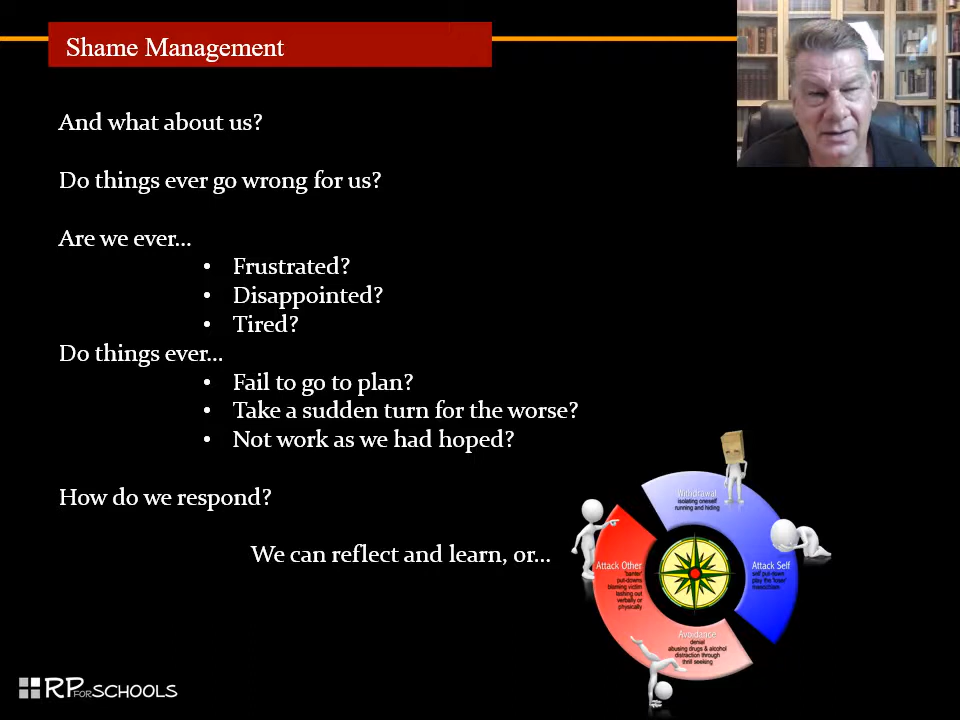 Shame Management
And what about us?
Do things ever go wrong for us?
Are we ever...
• Frustrated?
• Disappointed?
• Tired?
Do things ever...
• Fail to go to plan?
• Take a sudden turn for the worse?
• Not work as we had hoped?
How do we respond?
We can reflect and learn, or...
Withdrawal
isolating oneself
running and hiding
Attack Other
'banter'
put-downs
blaming victim
lashing out
verbally or
physically
Attack Self
self put-down
play the 'loser'
masochism
Avoidance
denial
abusing drugs & alcohol
distraction through
thrill seeking
RP FOR SCHOOLS